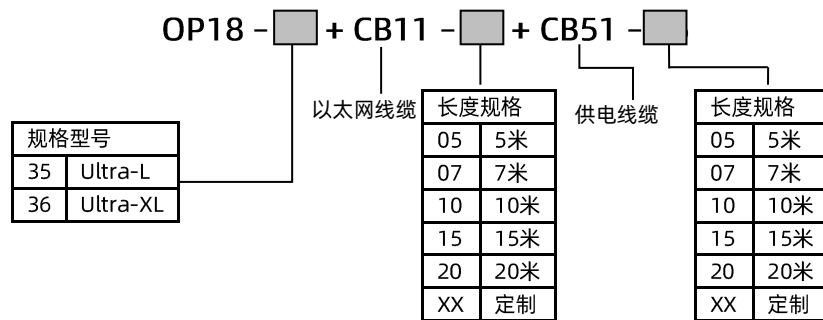 OP18 - + CB11 - + CB51 -
以太网线缆
供电线缆
规格型号
35 Ultra-L
36 Ultra-XL
长度规格
05 5米
07 7米
10 10米
15 15米
20 20米
XX 定制
长度规格
05 5米
07 7米
10 10米
15 15米
20 20米
XX 定制